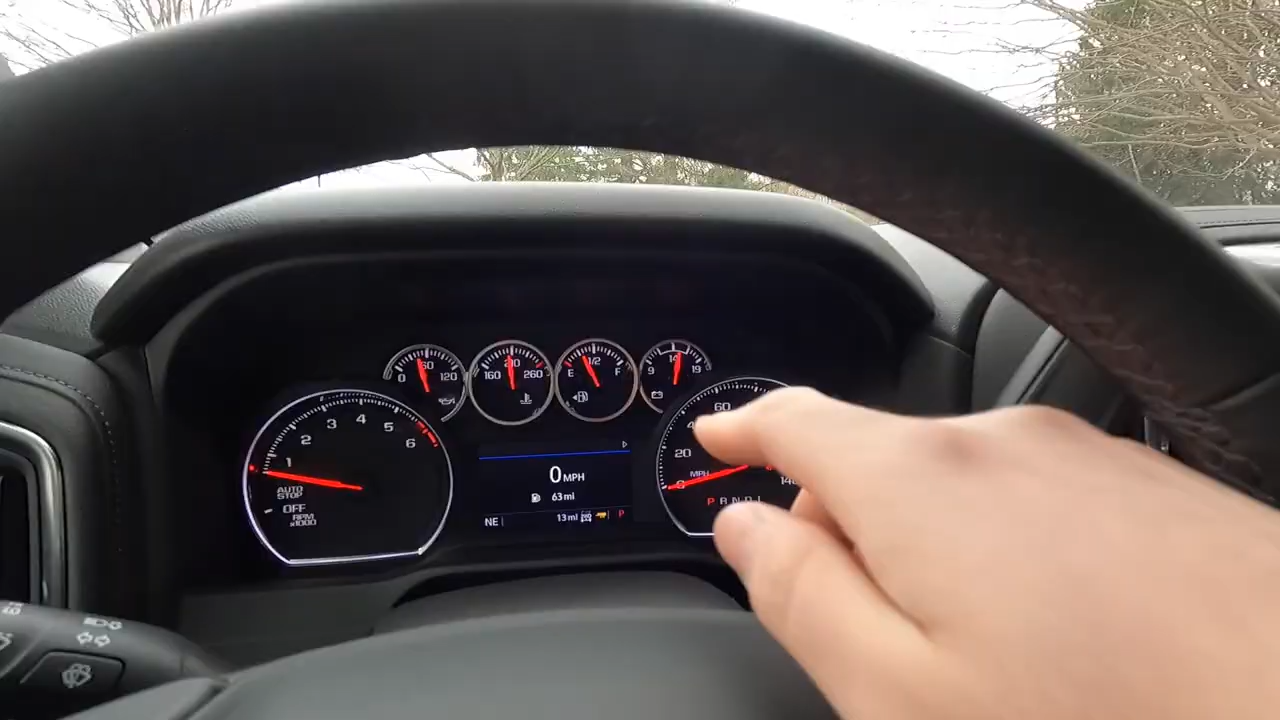 0 60 120
160 210 260
E 1/2 F
9 14 19
1 2 3 4 5 6
AUTO
STOP
OFF
RPM
x1000
0 MPH
63 mi
NE
13 mi P
20 60
MPH
P R N D L